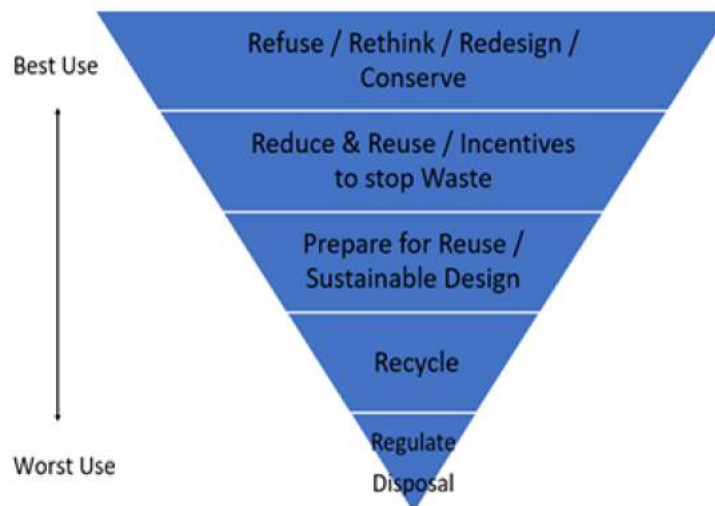 Refuse / Rethink / Redesign /
Conserve
Best Use
Reduce & Reuse / Incentives
to stop Waste
Prepare for Reuse /
Sustainable Design
Recycle
Regulate
Worst Use
Disposal